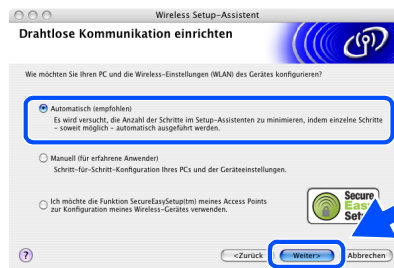 Wireless Setup-Assistent
Drahtlose Kommunikation einrichten
Wie möchten Sie Ihren PC und die Wireless-Einstellungen (WLAN) des Gerätes konfigurieren?
Automatisch (empfohlen)
Es wird versucht, die Anzahl der Schritte im Setup-Assistenten zu minimieren, indem einzelne Schritte
– soweit möglich – automatisch ausgeführt werden.
Manuell (für erfahrene Anwender)
Schritt-für-Schritt-Konfiguration Ihres PCs und der Geräteeinstellungen.
Ich möchte die Funktion SecureEasySetup(tm) meines Access Points
zur Konfiguration meines Wireless-Gerätes verwenden.
Secure
Easy
Setup
?
<Zurück
Weiter>
Abbrechen